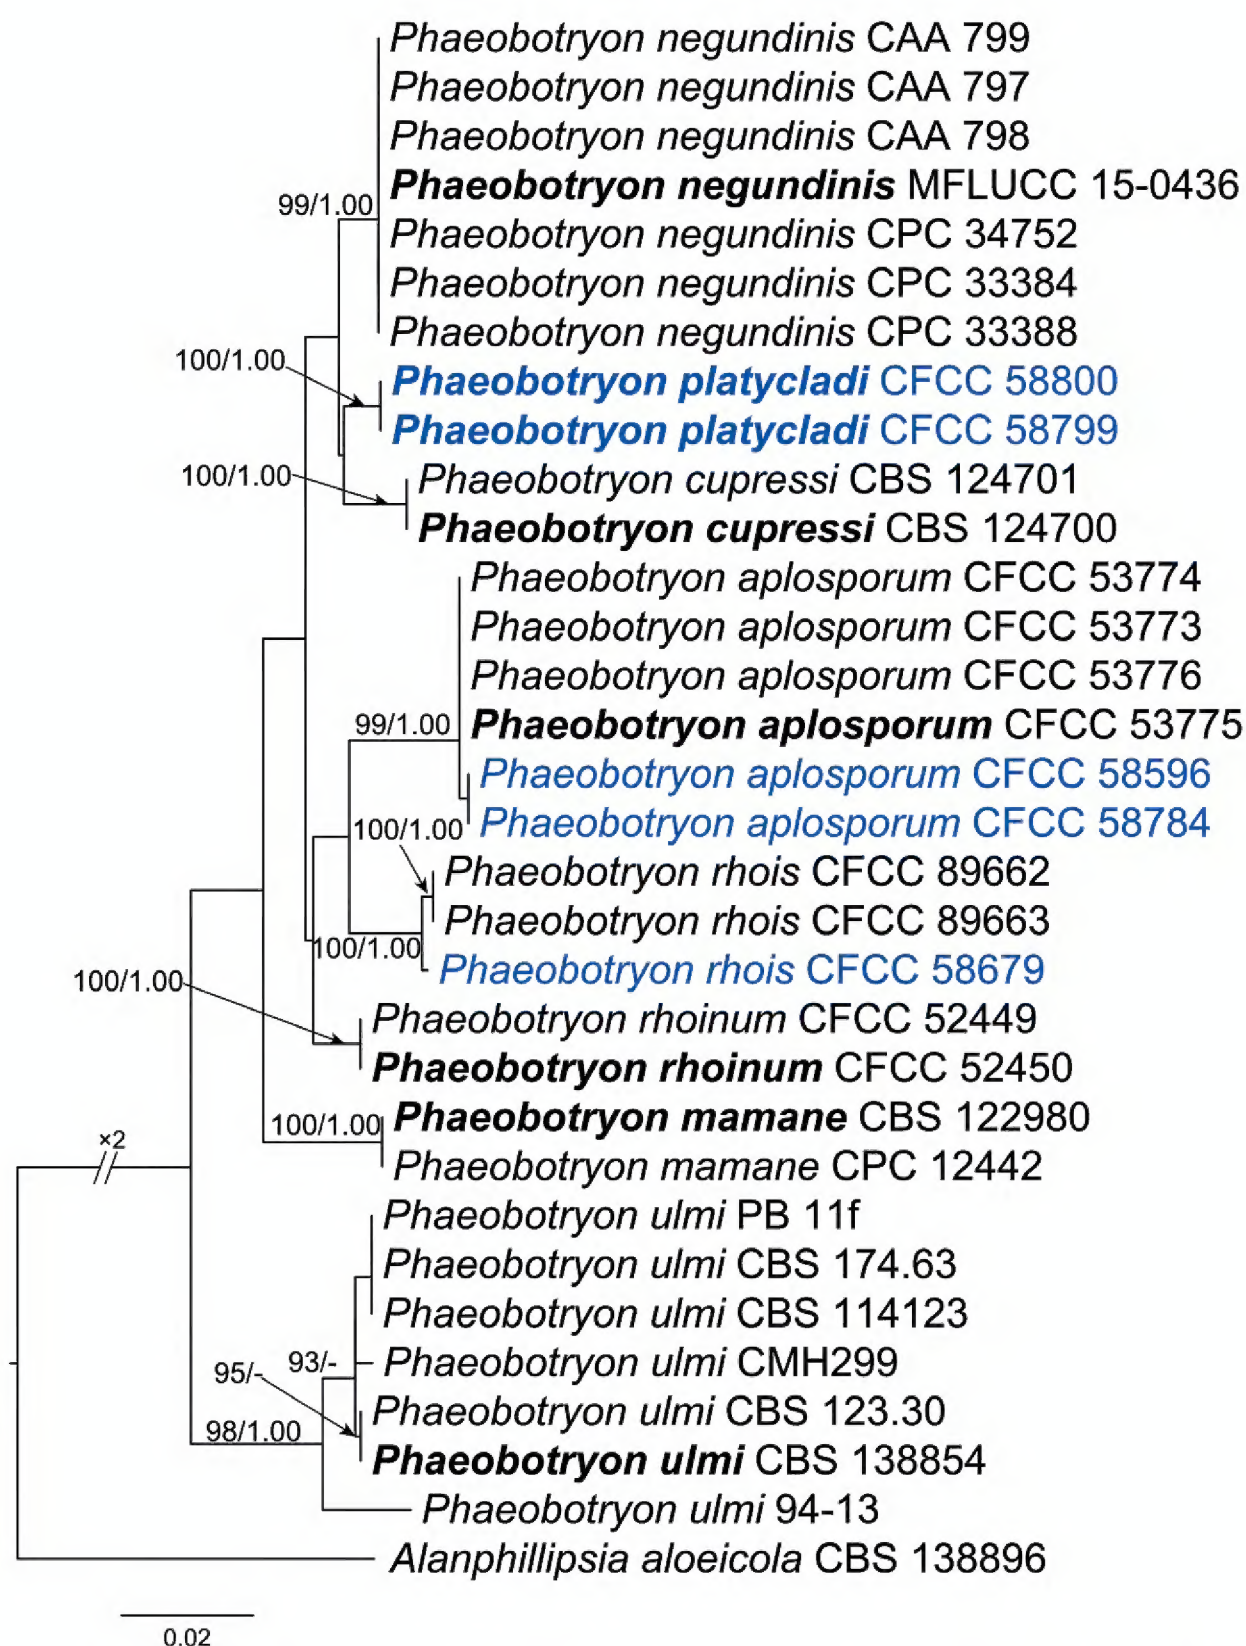 Phaeobotryon negundinis CAA 799
Phaeobotryon negundinis CAA 797
Phaeobotryon negundinis CAA 798
Phaeobotryon negundinis MFLUCC 15-0436
99/1.00
Phaeobotryon negundinis CPC 34752
Phaeobotryon negundinis CPC 33384
Phaeobotryon negundinis CPC 33388
100/1.00
Phaeobotryon platycladi CFCC 58800
Phaeobotryon platycladi CFCC 58799
100/1.00
Phaeobotryon cupressi CBS 124701
Phaeobotryon cupressi CBS 124700
Phaeobotryon aplosporum CFCC 53774
Phaeobotryon aplosporum CFCC 53773
Phaeobotryon aplosporum CFCC 53776
99/1.00
Phaeobotryon aplosporum CFCC 53775
Phaeobotryon aplosporum CFCC 58596
Phaeobotryon aplosporum CFCC 58784
100/1.00
Phaeobotryon rhois CFCC 89662
Phaeobotryon rhois CFCC 89663
100/1.00
Phaeobotryon rhois CFCC 58679
100/1.00
Phaeobotryon rhoinum CFCC 52449
Phaeobotryon rhoinum CFCC 52450
100/1.00
Phaeobotryon mamane CBS 122980
×2
Phaeobotryon mamane CPC 12442
Phaeobotryon ulmi PB 11f
Phaeobotryon ulmi CBS 174.63
Phaeobotryon ulmi CBS 114123
93/-
Phaeobotryon ulmi CMH299
95/-
Phaeobotryon ulmi CBS 123.30
98/1.00
Phaeobotryon ulmi CBS 138854
Phaeobotryon ulmi 94-13
Alanphillipsia aloeicola CBS 138896
0.02